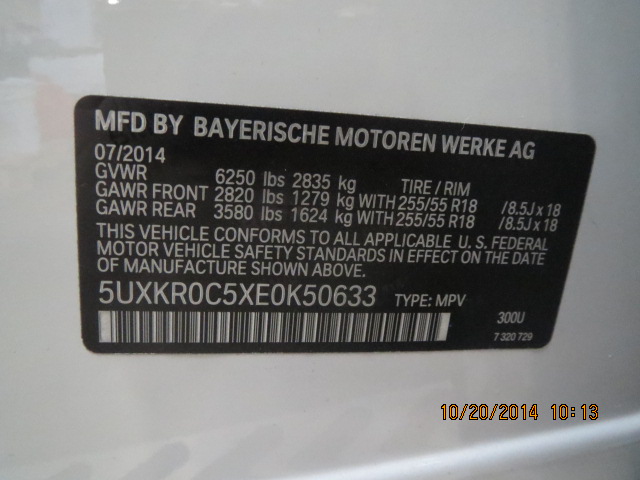 MFD BY BAYERISCHE MOTOREN WERKE AG
07/2014
GVWR 6250 lbs 2835 kg TIRE / RIM
GAWR FRONT 2820 lbs 1279 kg WITH 255/55 R18 /8.5J x 18
GAWR REAR 3580 lbs 1624 kg WITH 255/55 R18 /8.5J x 18
THIS VEHICLE CONFORMS TO ALL APPLICABLE U. S. FEDERAL
MOTOR VEHICLE SAFETY STANDARDS IN EFFECT ON THE DATE
OF MANUFACTURE SHOWN ABOVE.
5UXKR0C5XE0K50633 TYPE: MPV
300U
7 320 729
10/20/2014 10:13